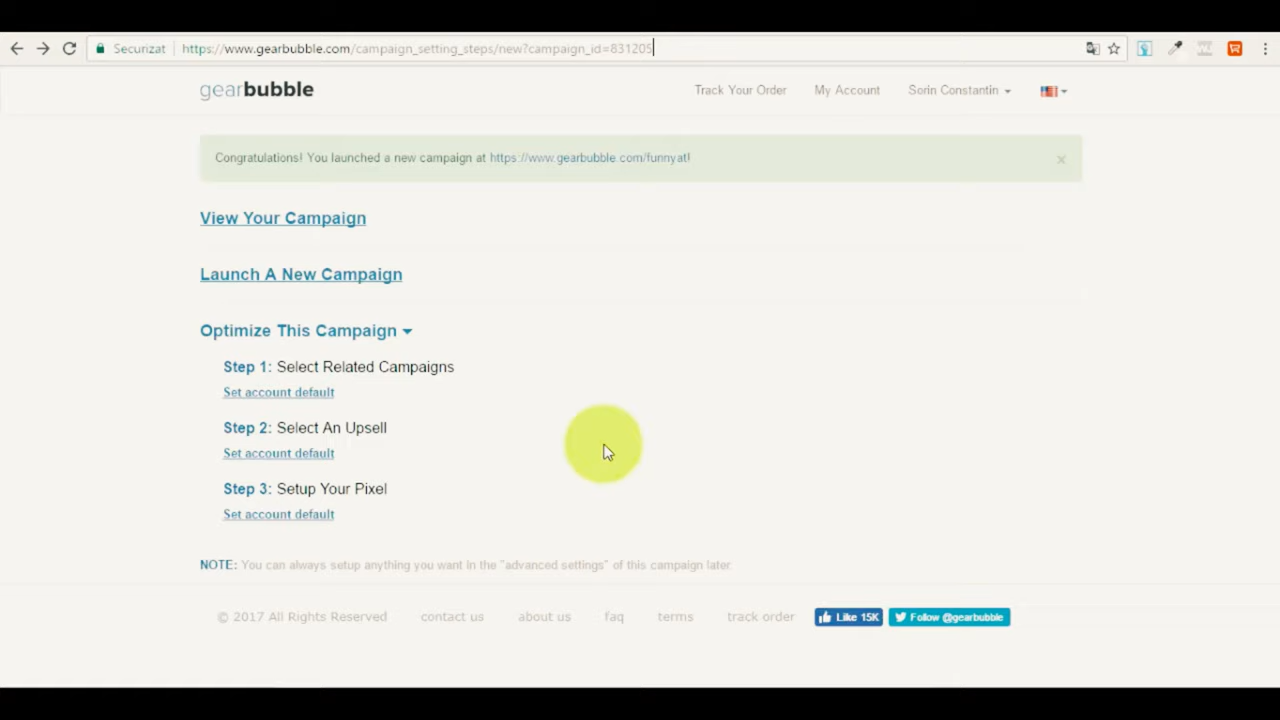 Securizat https://www.gearbubble.com/campaign_setting_steps/new?campaign_id=831205
gearbubble Track Your Order My Account Sorin Constantin
Congratulations! You launched a new campaign at https://www.gearbubble.com/funnyat! ×
View Your Campaign
Launch A New Campaign
Optimize This Campaign
Step 1: Select Related Campaigns
Set account default
Step 2: Select An Upsell
Set account default
Step 3: Setup Your Pixel
Set account default
NOTE: You can always setup anything you want in the "advanced settings" of this campaign later
© 2017 All Rights Reserved contact us about us faq terms track order Like 15K Follow @gearbubble